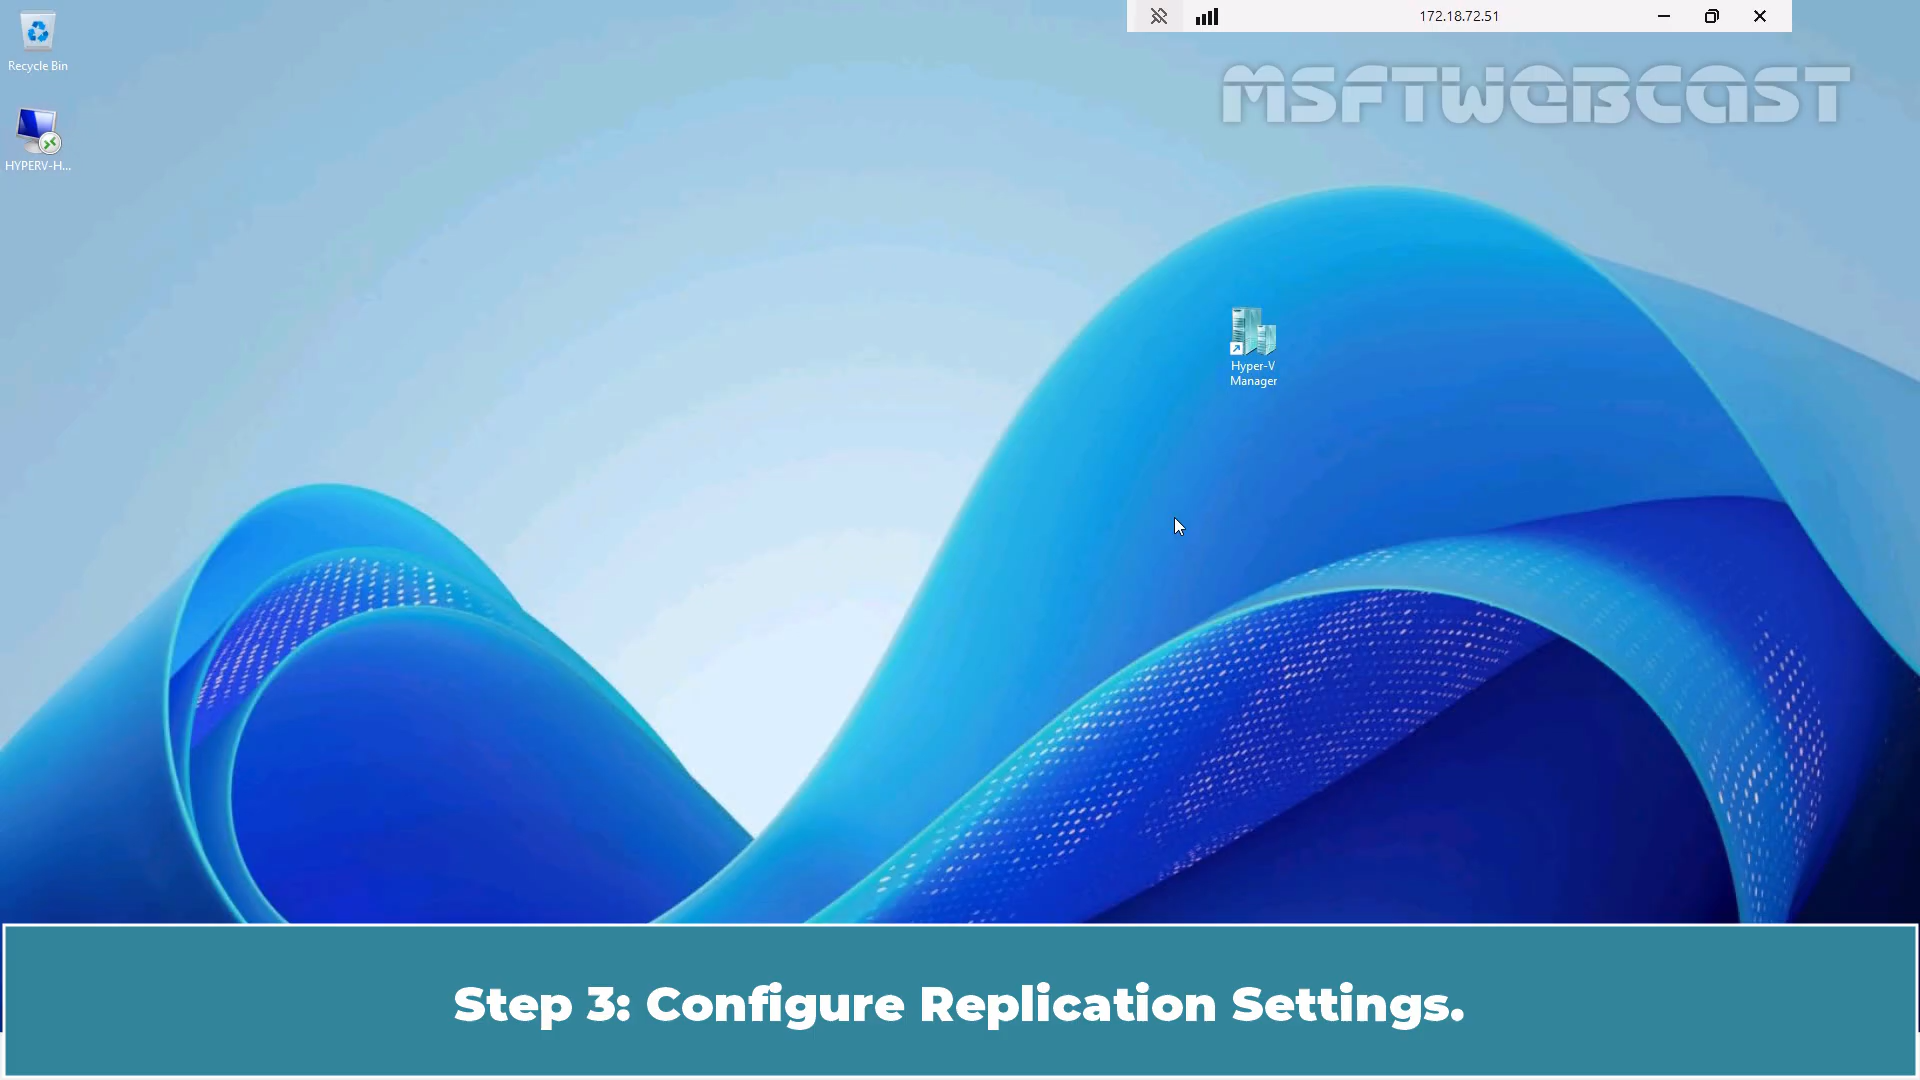 172.18.72.51
Recycle Bin
MSFTWEBCAST
HYPERV-H...
Hyper-V
Manager
Step 3: Configure Replication Settings.